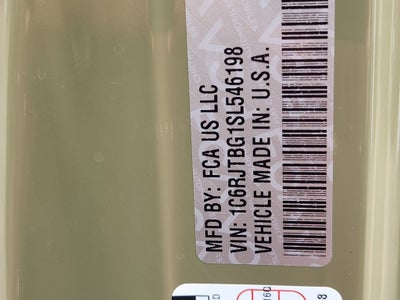 MFD BY: FCA US LLC
VIN: 1C6RJTBG1SL546198
VEHICLE MADE IN: U.S.A.